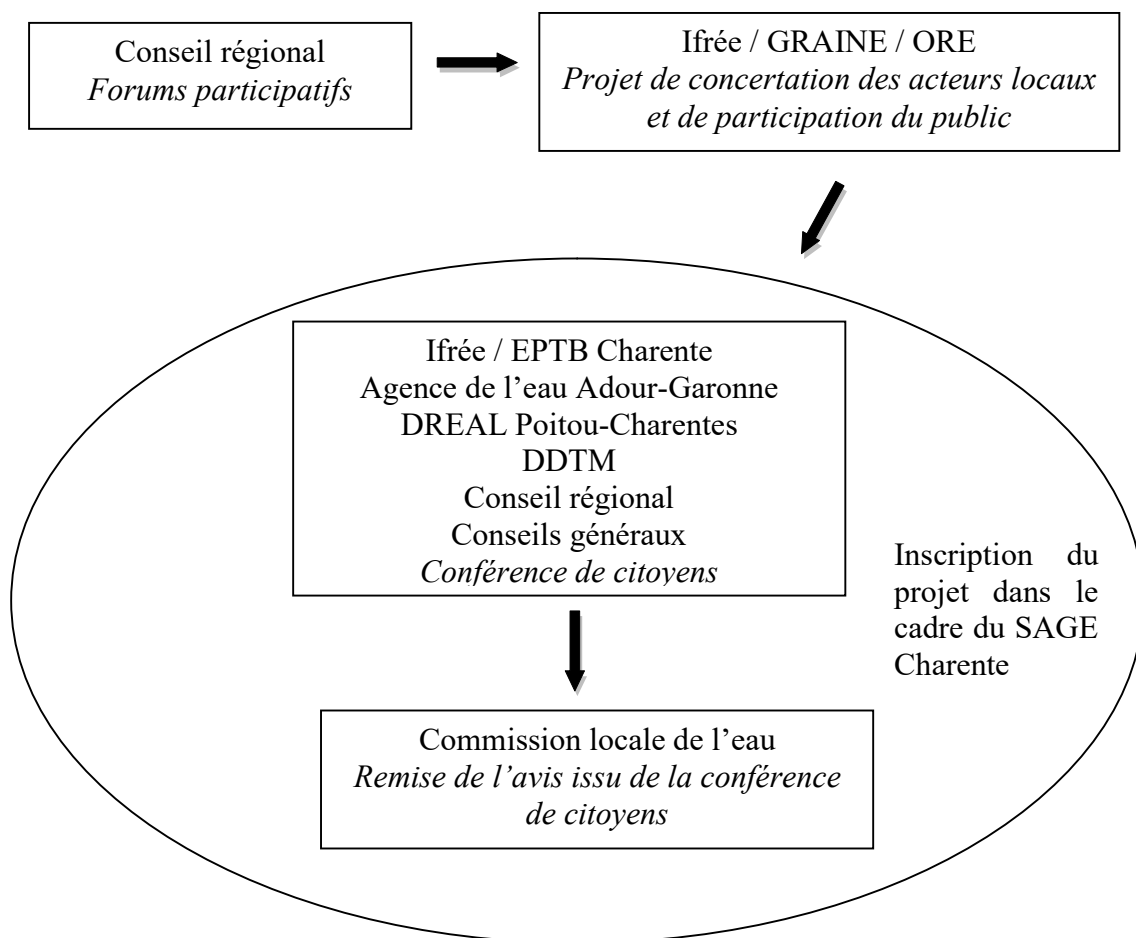 Conseil régional
Forums participatifs
Ifrée / GRAINE / ORE
Projet de concertation des acteurs locaux
et de participation du public
Ifrée / EPTB Charente
Agence de l’eau Adour-Garonne
DREAL Poitou-Charentes
DDTM
Conseil régional
Conseils généraux
Conférence de citoyens
Inscription du
projet dans le
cadre du SAGE
Charente
Commission locale de l’eau
Remise de l’avis issu de la conférence
de citoyens